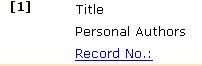 [1] Title
Personal Authors
Record No.: